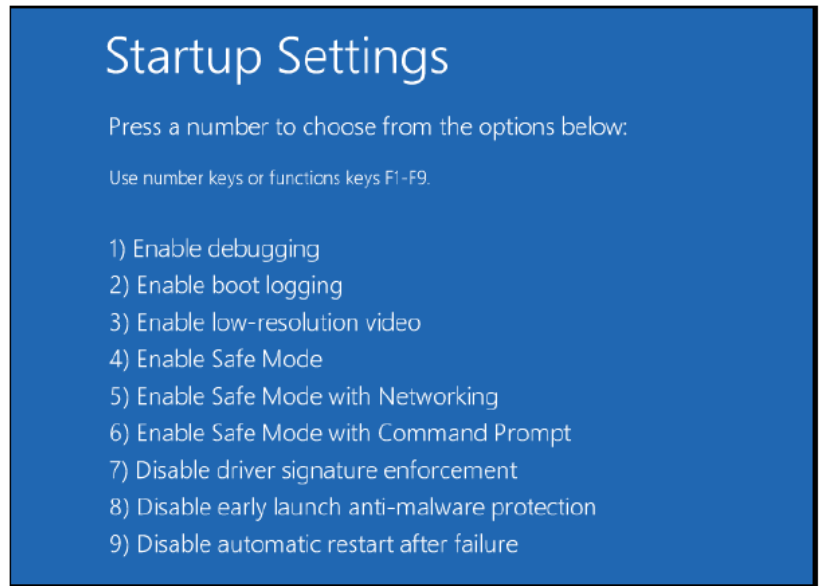 Startup Settings
Press a number to choose from the options below:
Use number keys or functions keys F1-F9.
1) Enable debugging
2) Enable boot logging
3) Enable low-resolution video
4) Enable Safe Mode
5) Enable Safe Mode with Networking
6) Enable Safe Mode with Command Prompt
7) Disable driver signature enforcement
8) Disable early launch anti-malware protection
9) Disable automatic restart after failure